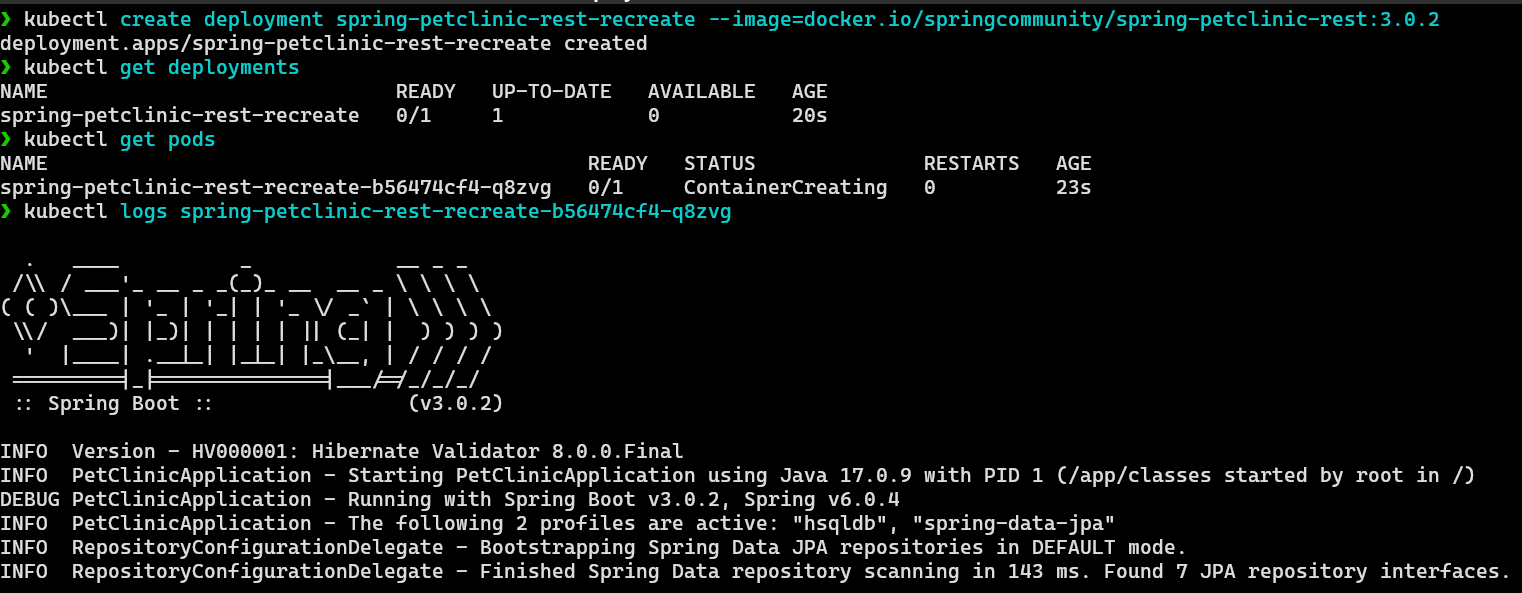 ❯ kubectl create deployment spring-petclinic-rest-recreate --image=docker.io/springcommunity/spring-petclinic-rest:3.0.2
deployment.apps/spring-petclinic-rest-recreate created
❯ kubectl get deployments
NAME                             READY   UP-TO-DATE   AVAILABLE   AGE
spring-petclinic-rest-recreate   0/1     1            0           20s
❯ kubectl get pods
NAME                                             READY   STATUS              RESTARTS   AGE
spring-petclinic-rest-recreate-b56474cf4-q8zvg   0/1     ContainerCreating   0          23s
❯ kubectl logs spring-petclinic-rest-recreate-b56474cf4-q8zvg
  .   ____          _            __ _ _
 /\\ / ___'_ __ _ _(_)_ __  __ _ \ \ \ \
( ( )\___ | '_ | '_| | '_ \/ _` | \ \ \ \
 \\/  ___)| |_)| | | | | || (_| |  ) ) ) )
  '  |____| .__|_| |_|_| |_\__, | / / / /
 =========|_|==============|___/=/_/_/_/
 :: Spring Boot ::                (v3.0.2)
INFO  Version - HV000001: Hibernate Validator 8.0.0.Final
INFO  PetClinicApplication - Starting PetClinicApplication using Java 17.0.9 with PID 1 (/app/classes started by root in /)
DEBUG PetClinicApplication - Running with Spring Boot v3.0.2, Spring v6.0.4
INFO  PetClinicApplication - The following 2 profiles are active: "hsqldb", "spring-data-jpa"
INFO  RepositoryConfigurationDelegate - Bootstrapping Spring Data JPA repositories in DEFAULT mode.
INFO  RepositoryConfigurationDelegate - Finished Spring Data repository scanning in 143 ms. Found 7 JPA repository interfaces.